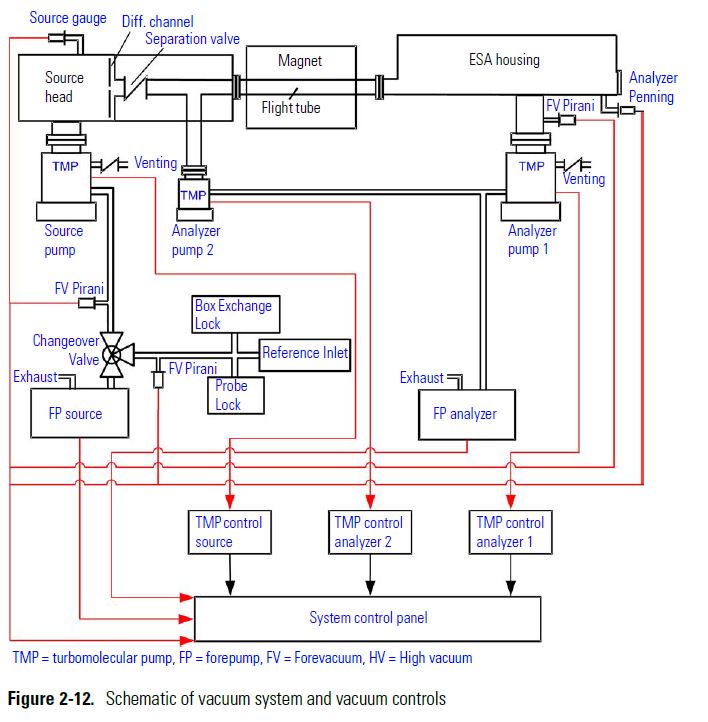 Source gauge
Diff. channel
Separation valve
Source
head
Magnet
Flight tube
ESA housing
Analyzer
Penning
FV Pirani
TMP
Venting
TMP
TMP
Venting
Source
pump
Analyzer
pump 2
Analyzer
pump 1
FV Pirani
Box Exchange
Lock
Changeover
Valve
Reference Inlet
FV Pirani
Exhaust
Probe
Lock
Exhaust
FP source
FP analyzer
TMP control
source
TMP control
analyzer 2
TMP control
analyzer 1
System control panel
TMP = turbomolecular pump, FP = forepump, FV = Forevacuum, HV = High vacuum
Figure 2-12. Schematic of vacuum system and vacuum controls